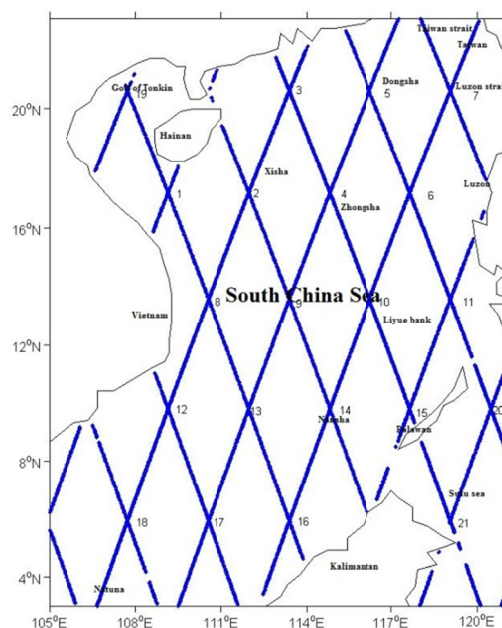 Taiwan strait
Taiwan
Golf of Tonkin
19
3
Dongsha
5
7
Luzon strait
20°N
Hainan
Xisha
Luzon
1
2
4
6
Zhongsha
16°N
South China Sea
8
9
10
11
Vietnam
Liyue bank
12°N
12
13
14
15
20
Nansha
Palawan
8°N
Sulu sea
18
17
16
21
Kalimantan
4°N
Natuna
105°E
108°E
111°E
114°E
117°E
120°E